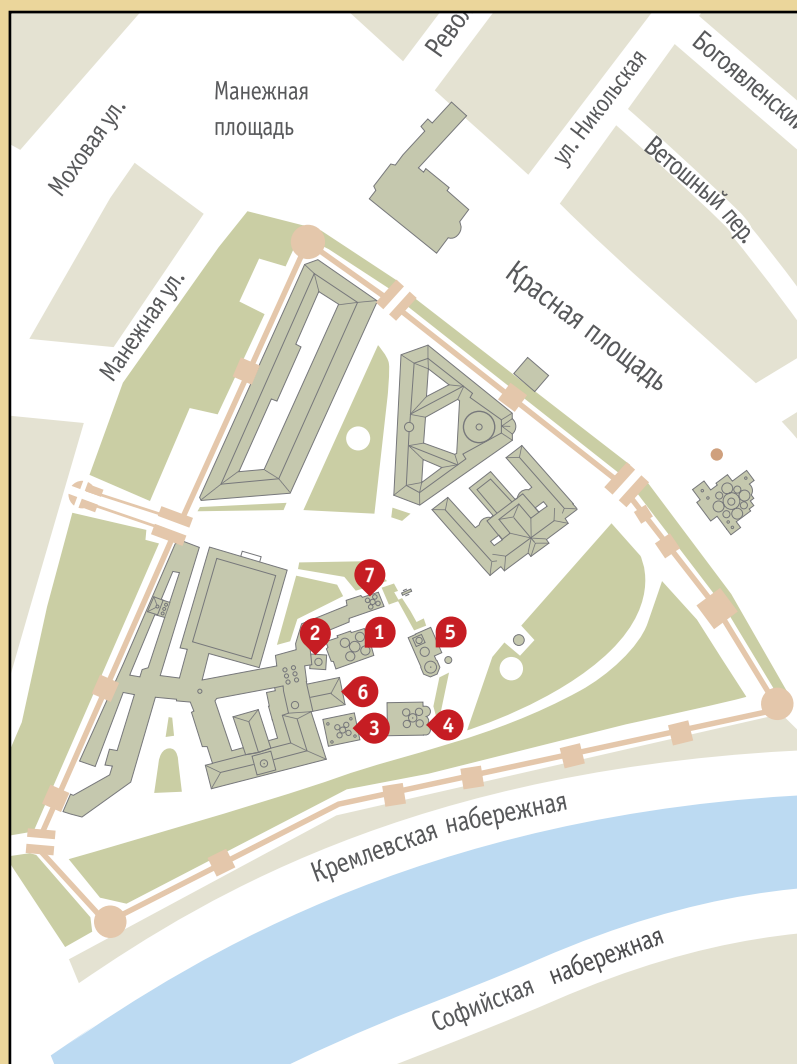 Манежная
площадь
Моховая ул.
Манежная ул.
Рево
ул. Никольская
Богоявленский
Ветошный пер.
Красная площадь
7
2
1
5
6
3
4
Кремлевская набережная
Софийская набережная